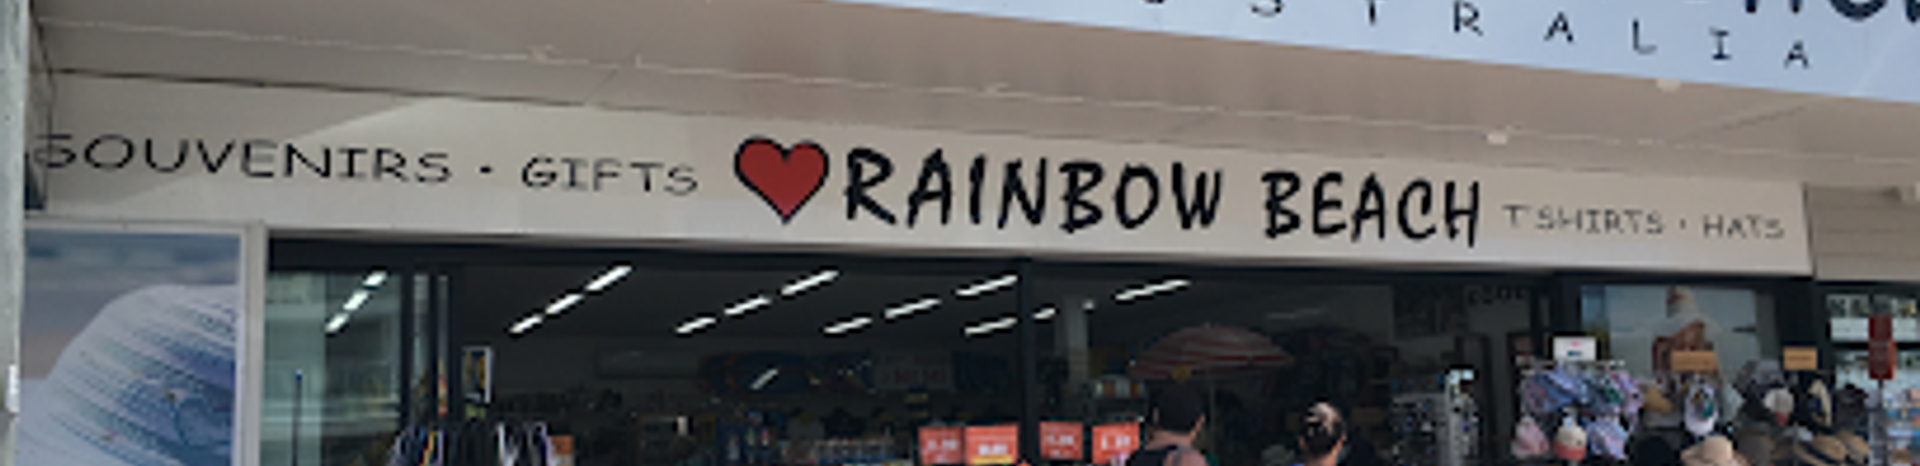 STRALIA
SOUVENIRS · GIFTS ❤ RAINBOW BEACH T'SHIRTS · HATS